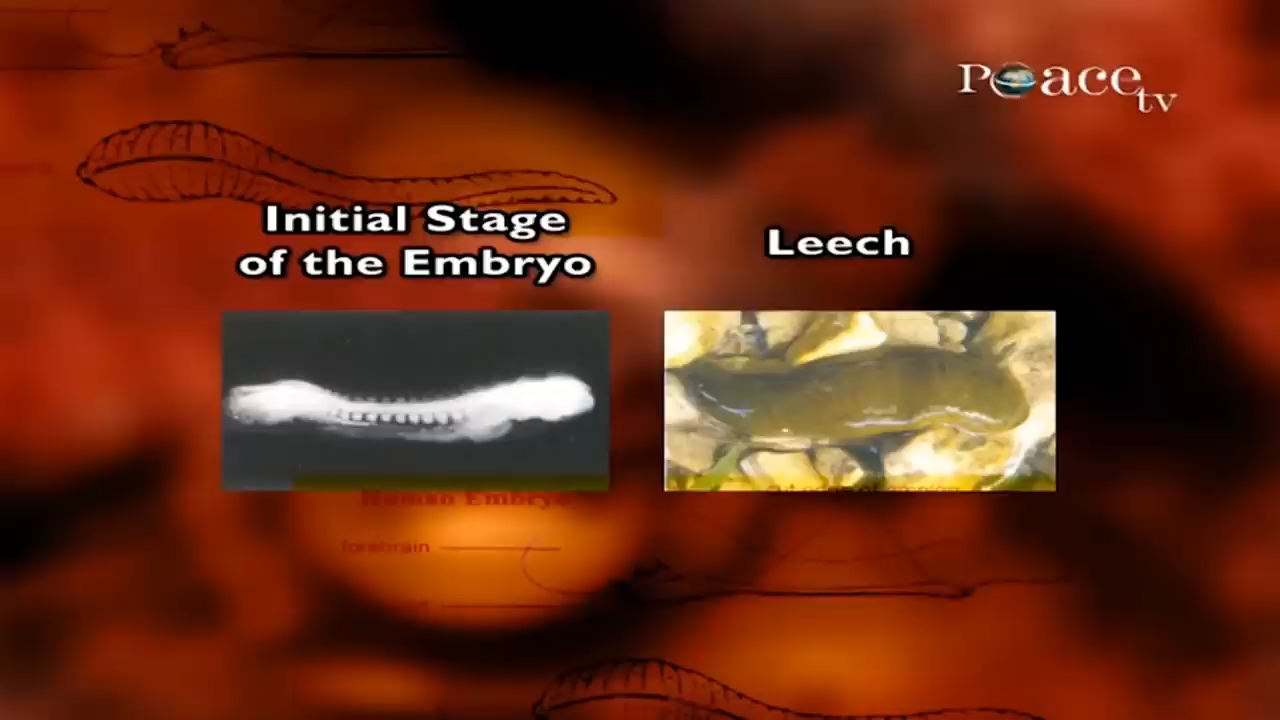 Peace tv
Initial Stage
of the Embryo
Leech
Human Embryo
forebrain